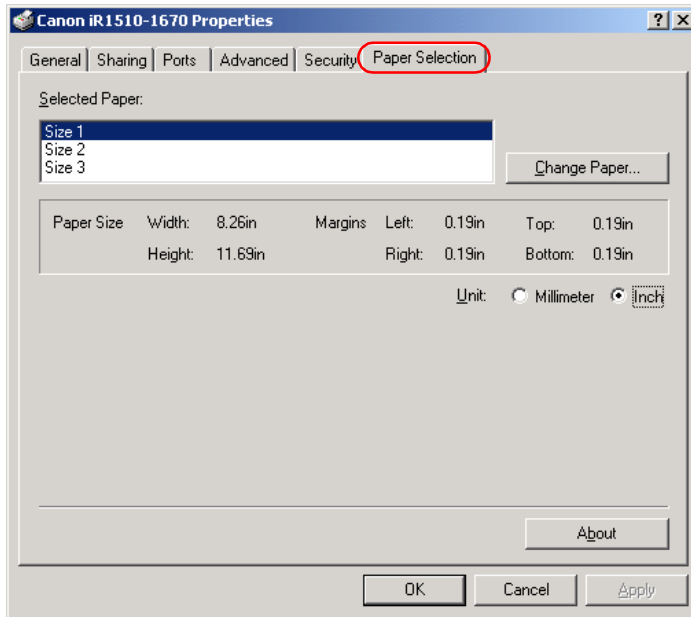 Canon iR1510-1670 Properties
General Sharing Ports Advanced Security Paper Selection
Selected Paper:
Size 1
Size 2
Size 3
Change Paper...
Paper Size Width: 8.26in Margins Left: 0.19in Top: 0.19in
Height: 11.69in Right: 0.19in Bottom: 0.19in
Unit: Millimeter Inch
About
OK Cancel Apply